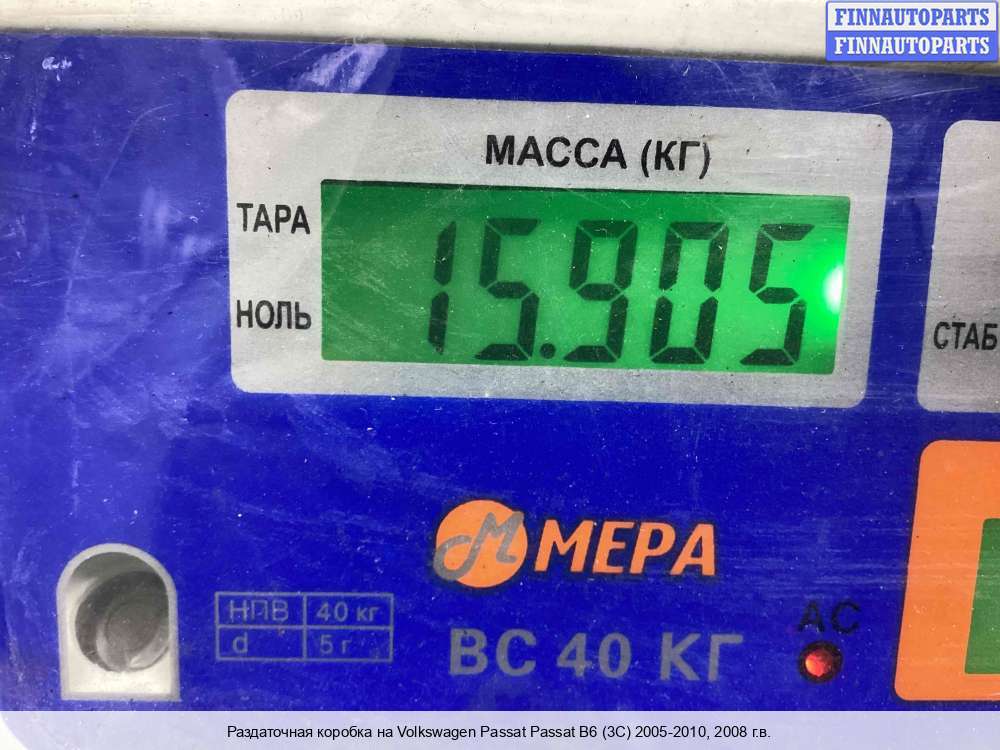 FINNAUTOPARTS
FINNAUTOPARTS
МАССА (КГ)
ТАРА
15.905
НОЛЬ
СТАБ
М МЕРА
НПВ 40 кг
d 5 г
ВС 40 КГ
AC
Раздаточная коробка на Volkswagen Passat Passat B6 (3C) 2005-2010, 2008 г.в.